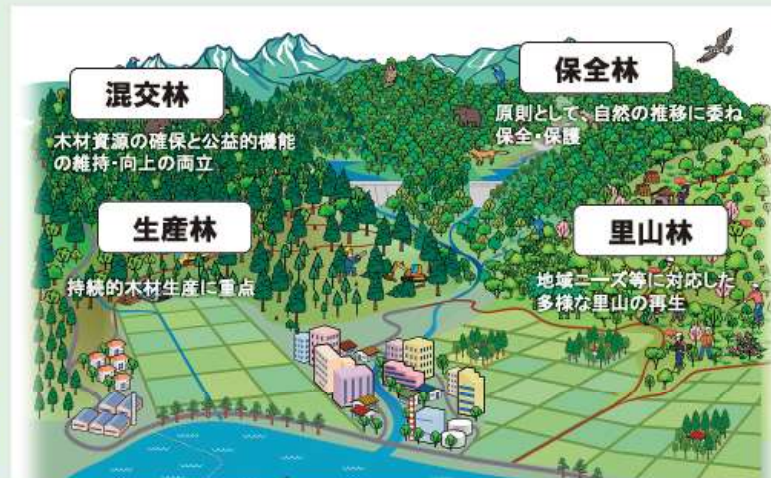 混交林
木材資源の確保と公益的機能
の維持・向上の両立
保全林
原則として、自然の推移に委ね
保全・保護
生産林
持続的木材生産に重点
里山林
地域ニーズ等に対応した
多様な里山の再生